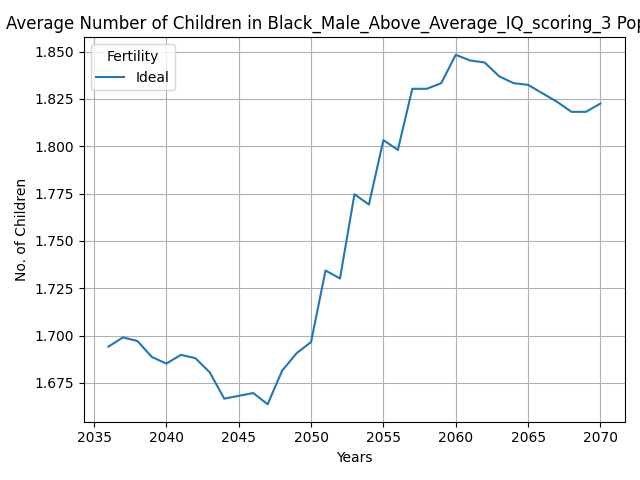 Average Number of Children in Black_Male_Above_Average_IQ_scoring_3 Pop
Fertility
Ideal
1.850
1.825
1.800
1.775
1.750
1.725
1.700
1.675
No. of Children
2035 2040 2045 2050 2055 2060 2065 2070
Years